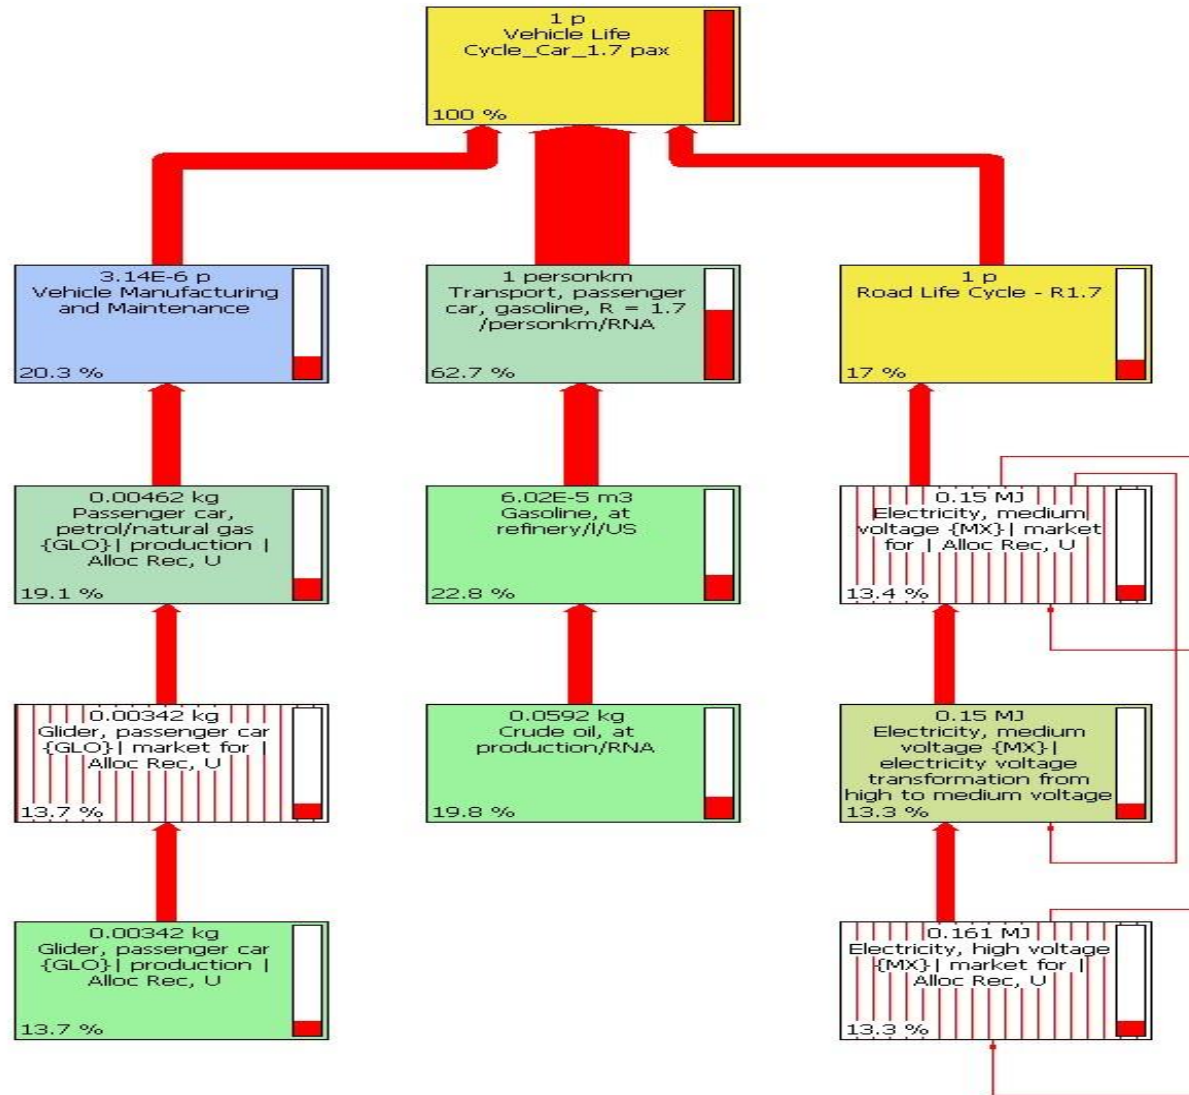 1 p
Vehicle Life
Cycle_Car_1.7 pax
100 %
3.14E-6 p
Vehicle Manufacturing
and Maintenance
20.3 %
1 personkm
Transport, passenger
car, gasoline, R = 1.7
/personkm/RNA
62.7 %
1 p
Road Life Cycle - R1.7
17 %
0.00462 kg
Passenger car,
petrol/natural gas
{GLO}| production |
Alloc Rec, U
19.1 %
6.02E-5 m3
Gasoline, at
refinery/l/US
22.8 %
0.15 MJ
Electricity, medium
voltage {MX}| market
for | Alloc Rec, U
13.4 %
0.00342 kg
Glider, passenger car
{GLO}| market for |
Alloc Rec, U
13.7 %
0.0592 kg
Crude oil, at
production/RNA
19.8 %
0.15 MJ
Electricity, medium
voltage {MX}|
electricity voltage
transformation from
high to medium voltage
13.3 %
0.00342 kg
Glider, passenger car
{GLO}| production |
Alloc Rec, U
13.7 %
0.161 MJ
Electricity, high voltage
{MX}| market for |
Alloc Rec, U
13.3 %